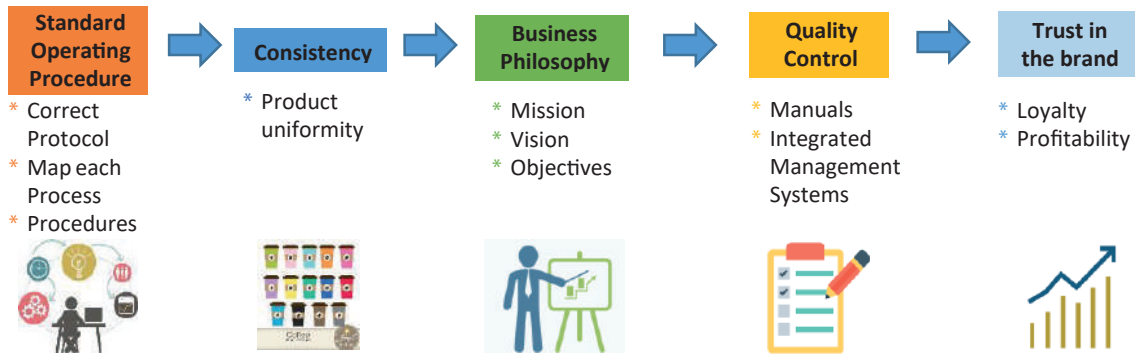 Standard
Operating
Procedure
* Correct
Protocol
* Map each
Process
* Procedures
Consistency
* Product
uniformity
Business
Philosophy
* Mission
* Vision
* Objectives
Quality
Control
* Manuals
* Integrated
Management
Systems
Trust in
the brand
* Loyalty
* Profitability
Coffee